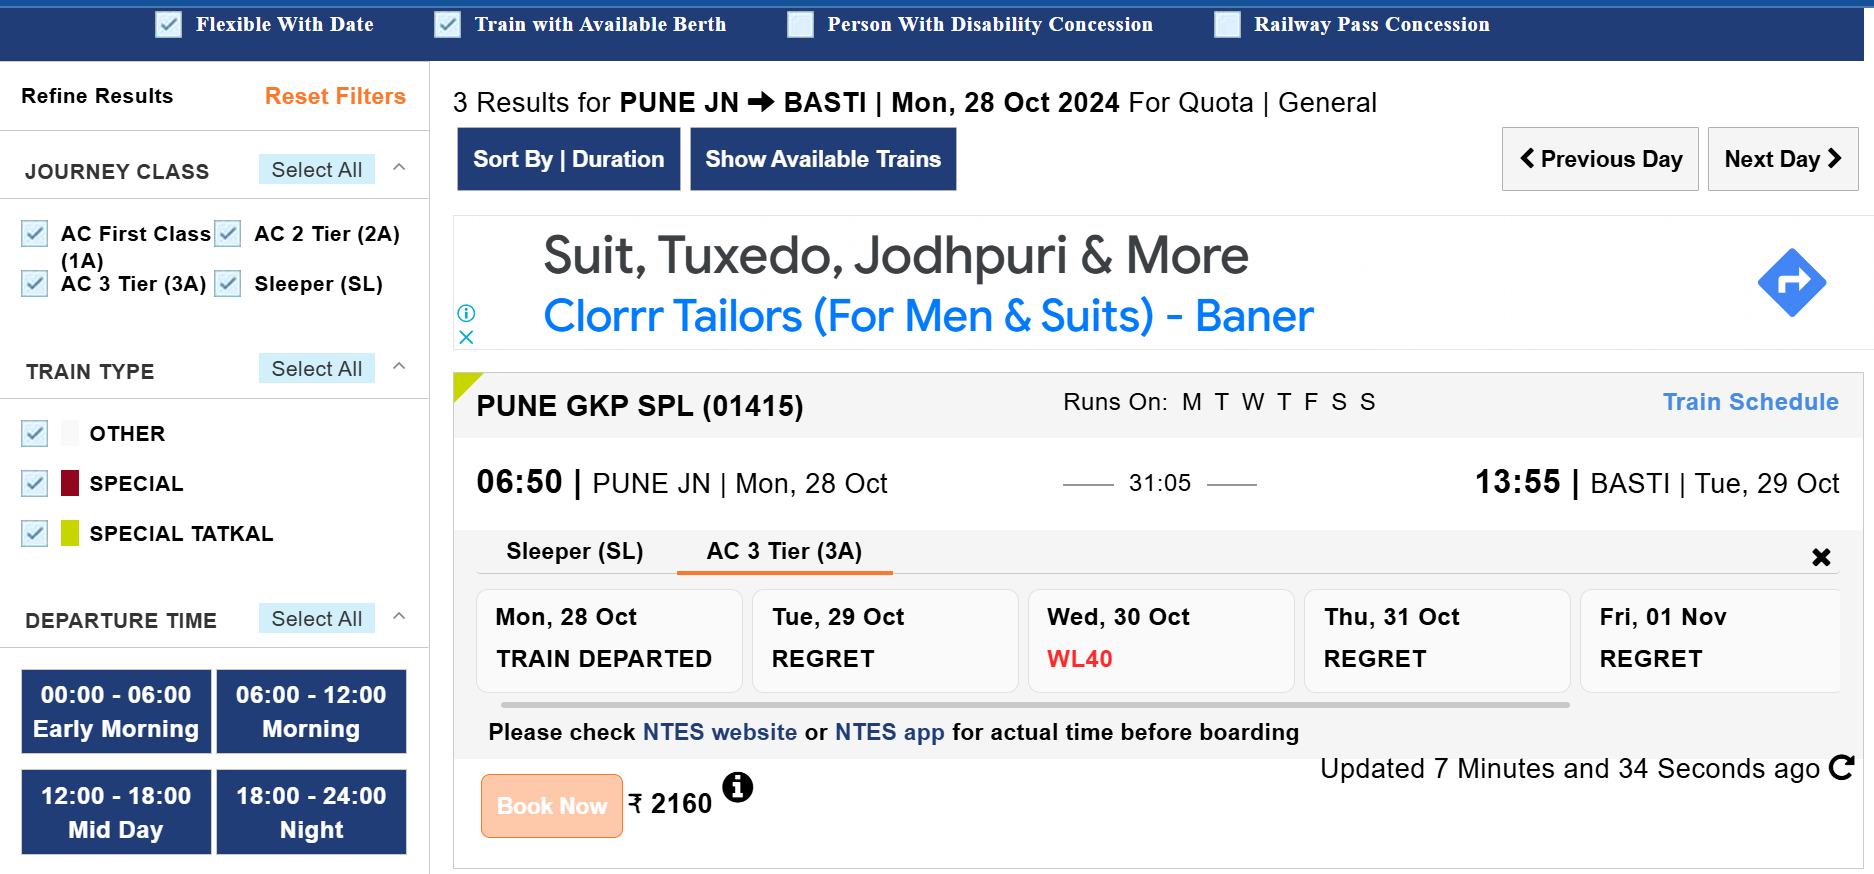 Flexible With Date Train with Available Berth Person With Disability Concession Railway Pass Concession
Refine Results Reset Filters
JOURNEY CLASS Select All
AC First Class (1A)
AC 2 Tier (2A)
AC 3 Tier (3A)
Sleeper (SL)
TRAIN TYPE Select All
OTHER
SPECIAL
SPECIAL TATKAL
DEPARTURE TIME Select All
00:00 - 06:00
Early Morning
06:00 - 12:00
Morning
12:00 - 18:00
Mid Day
18:00 - 24:00
Night
3 Results for PUNE JN ➔ BASTI | Mon, 28 Oct 2024 For Quota | General
Sort By | Duration Show Available Trains Previous Day Next Day
Suit, Tuxedo, Jodhpuri & More
Clorrr Tailors (For Men & Suits) - Baner
PUNE GKP SPL (01415) Runs On: M T W T F S S Train Schedule
06:50 | PUNE JN | Mon, 28 Oct 31:05 13:55 | BASTI | Tue, 29 Oct
Sleeper (SL) AC 3 Tier (3A)
Mon, 28 Oct
TRAIN DEPARTED
Tue, 29 Oct
REGRET
Wed, 30 Oct
WL40
Thu, 31 Oct
REGRET
Fri, 01 Nov
REGRET
Please check NTES website or NTES app for actual time before boarding
Updated 7 Minutes and 34 Seconds ago
Book Now ₹ 2160